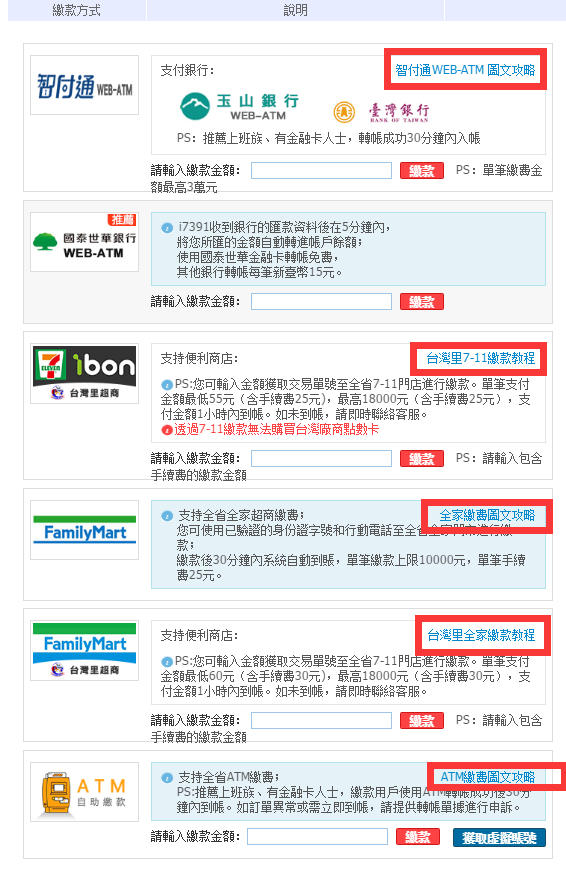 繳款方式 說明
智付通 WEB-ATM
支付銀行： 智付通WEB-ATM 圖文攻略
玉山銀行 WEB-ATM
臺灣銀行 BANK OF TAIWAN
PS：推薦上班族、有金融卡人士，轉帳成功30分鐘內入帳
請輸入繳款金額： 繳款 PS：單筆繳費金
額最高3萬元
推薦
國泰世華銀行
WEB-ATM
i7391收到銀行的匯款資料後在5分鐘內，
將您所匯的金額自動轉進帳戶餘額；
使用國泰世華金融卡轉帳免費，
其他銀行轉帳每筆新臺幣15元。
請輸入繳款金額： 繳款
7-ELEVEN ibon
台灣里超商
支持便利商店： 台灣里7-11繳款教程
PS:您可輸入金額獲取交易單號至全省7-11門店進行繳款。單筆支付
金額最低55元（含手續費25元)，最高18000元（含手續費25元），支
付金額1小時內到帳。如未到帳，請即時聯絡客服。
透過7-11繳款無法購買台灣廠商點數卡
請輸入繳款金額： 繳款 PS：請輸入包含
手續費的繳款金額
FamilyMart
支持全省全家超商繳費； 全家繳費圖文攻略
您可使用已驗證的身份證字號和行動電話至全省全家門市進行繳
款；
繳款後30分鐘內系統自動到賬，單筆繳款上限10000元，單筆手續
費25元。
FamilyMart
台灣里超商
支持便利商店： 台灣里全家繳款教程
PS:您可輸入金額獲取交易單號至全省7-11門店進行繳款。單筆支付
金額最低60元（含手續費30元)，最高18000元（含手續費30元），支
付金額1小時內到帳。如未到帳，請即時聯絡客服。
請輸入繳款金額： 繳款 PS：請輸入包含
手續費的繳款金額
ATM
自助繳款
支持全省ATM繳費； ATM繳費圖文攻略
PS:推薦上班族、有金融卡人士，繳款用戶使用ATM轉帳成功後30分
鐘內到帳。如訂單異常或需立即到帳，請提供轉帳單據進行申訴。
請輸入繳款金額： 繳款 獲取虛擬帳號